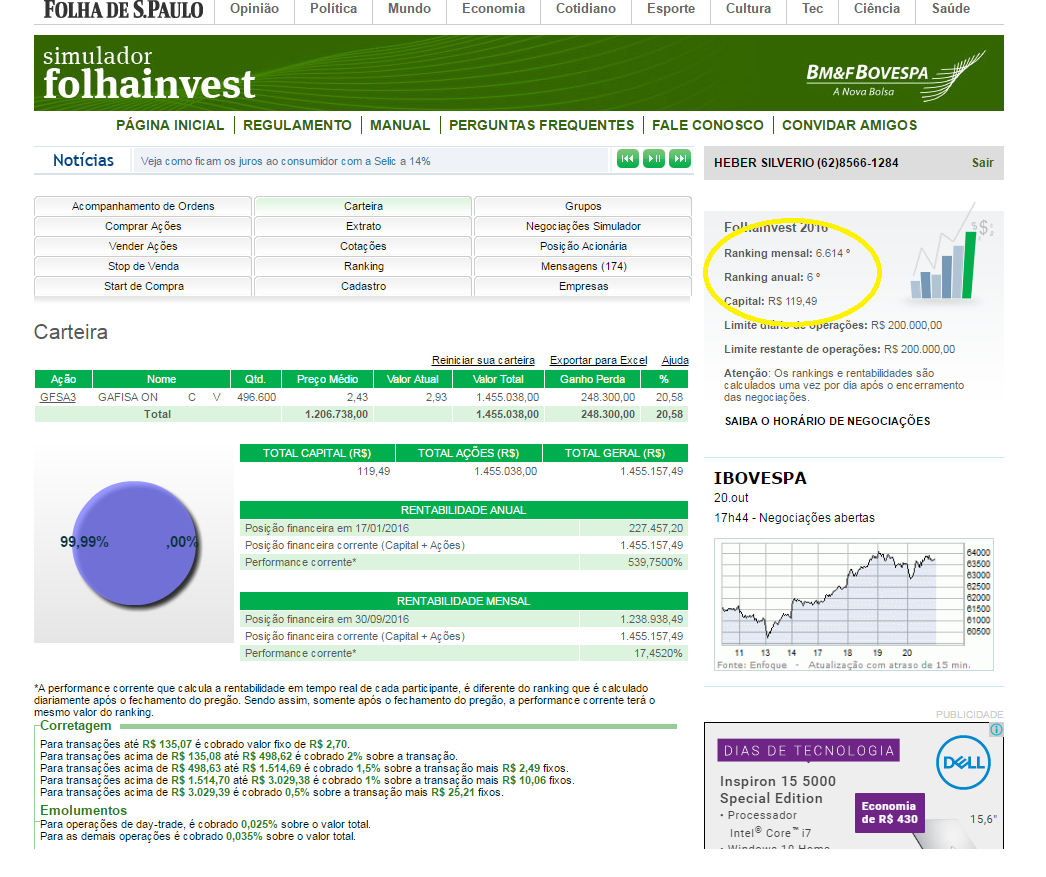 FOLHA DE S.PAULO
Opinião Política Mundo Economia Cotidiano Esporte Cultura Tec Ciência Saúde
simulador
folhainvest
BM&FBOVESPA
A Nova Bolsa
PÁGINA INICIAL REGULAMENTO MANUAL PERGUNTAS FREQUENTES FALE CONOSCO CONVIDAR AMIGOS
Notícias Veja como ficam os juros ao consumidor com a Selic a 14%
HEBER SILVERIO (62)8566-1284 Sair
Acompanhamento de Ordens Carteira Grupos
Comprar Ações Extrato Negociações Simulador
Vender Ações Cotações Posição Acionária
Stop de Venda Ranking Mensagens (174)
Start de Compra Cadastro Empresas
Folhainvest 2016
Ranking mensal: 6.614 º
Ranking anual: 6 º
Capital: R$ 119,49
Limite diário de operações: R$ 200.000,00
Limite restante de operações: R$ 200.000,00
Atenção: Os rankings e rentabilidades são
calculados uma vez por dia após o encerramento
das negociações.
SAIBA O HORÁRIO DE NEGOCIAÇÕES
Carteira
Reiniciar sua carteira Exportar para Excel Ajuda
Ação Nome Qtd. Preço Médio Valor Atual Valor Total Ganho Perda %
GFSA3 GAFISA ON C V 496.600 2,43 2,93 1.455.038,00 248.300,00 20,58
Total 1.206.738,00 1.455.038,00 248.300,00 20,58
99,99% ,00%
TOTAL CAPITAL (R$) TOTAL AÇÕES (R$) TOTAL GERAL (R$)
119,49 1.455.038,00 1.455.157,49
RENTABILIDADE ANUAL
Posição financeira em 17/01/2016 227.457,20
Posição financeira corrente (Capital + Ações) 1.455.157,49
Performance corrente* 539,7500%
RENTABILIDADE MENSAL
Posição financeira em 30/09/2016 1.238.938,49
Posição financeira corrente (Capital + Ações) 1.455.157,49
Performance corrente* 17,4520%
IBOVESPA
20.out
17h44 - Negociações abertas
64000
63500
63000
62500
62000
61500
61000
60500
11 13 14 17 18 19 20
Fonte: Enfoque - Atualização com atraso de 15 min.
*A performance corrente que calcula a rentabilidade em tempo real de cada participante, é diferente do ranking que é calculado
diariamente após o fechamento do pregão. Sendo assim, somente após o fechamento do pregão, a performance corrente terá o
mesmo valor do ranking.
Corretagem
Para transações até R$ 135,07 é cobrado valor fixo de R$ 2,70.
Para transações acima de R$ 135,08 até R$ 498,62 é cobrado 2% sobre a transação.
Para transações acima de R$ 498,63 até R$ 1.514,69 é cobrado 1,5% sobre a transação mais R$ 2,49 fixos.
Para transações acima de R$ 1.514,70 até R$ 3.029,38 é cobrado 1% sobre a transação mais R$ 10,06 fixos.
Para transações acima de R$ 3.029,39 é cobrado 0,5% sobre a transação mais R$ 25,21 fixos.
Emolumentos
Para operações de day-trade, é cobrado 0,025% sobre o valor total.
Para as demais operações é cobrado 0,035% sobre o valor total.
PUBLICIDADE
DIAS DE TECNOLOGIA
DELL
Inspiron 15 5000
Special Edition
• Processador
Intel® Core™ i7
• Windows 10 Home
Economia
de R$ 430
15,6"